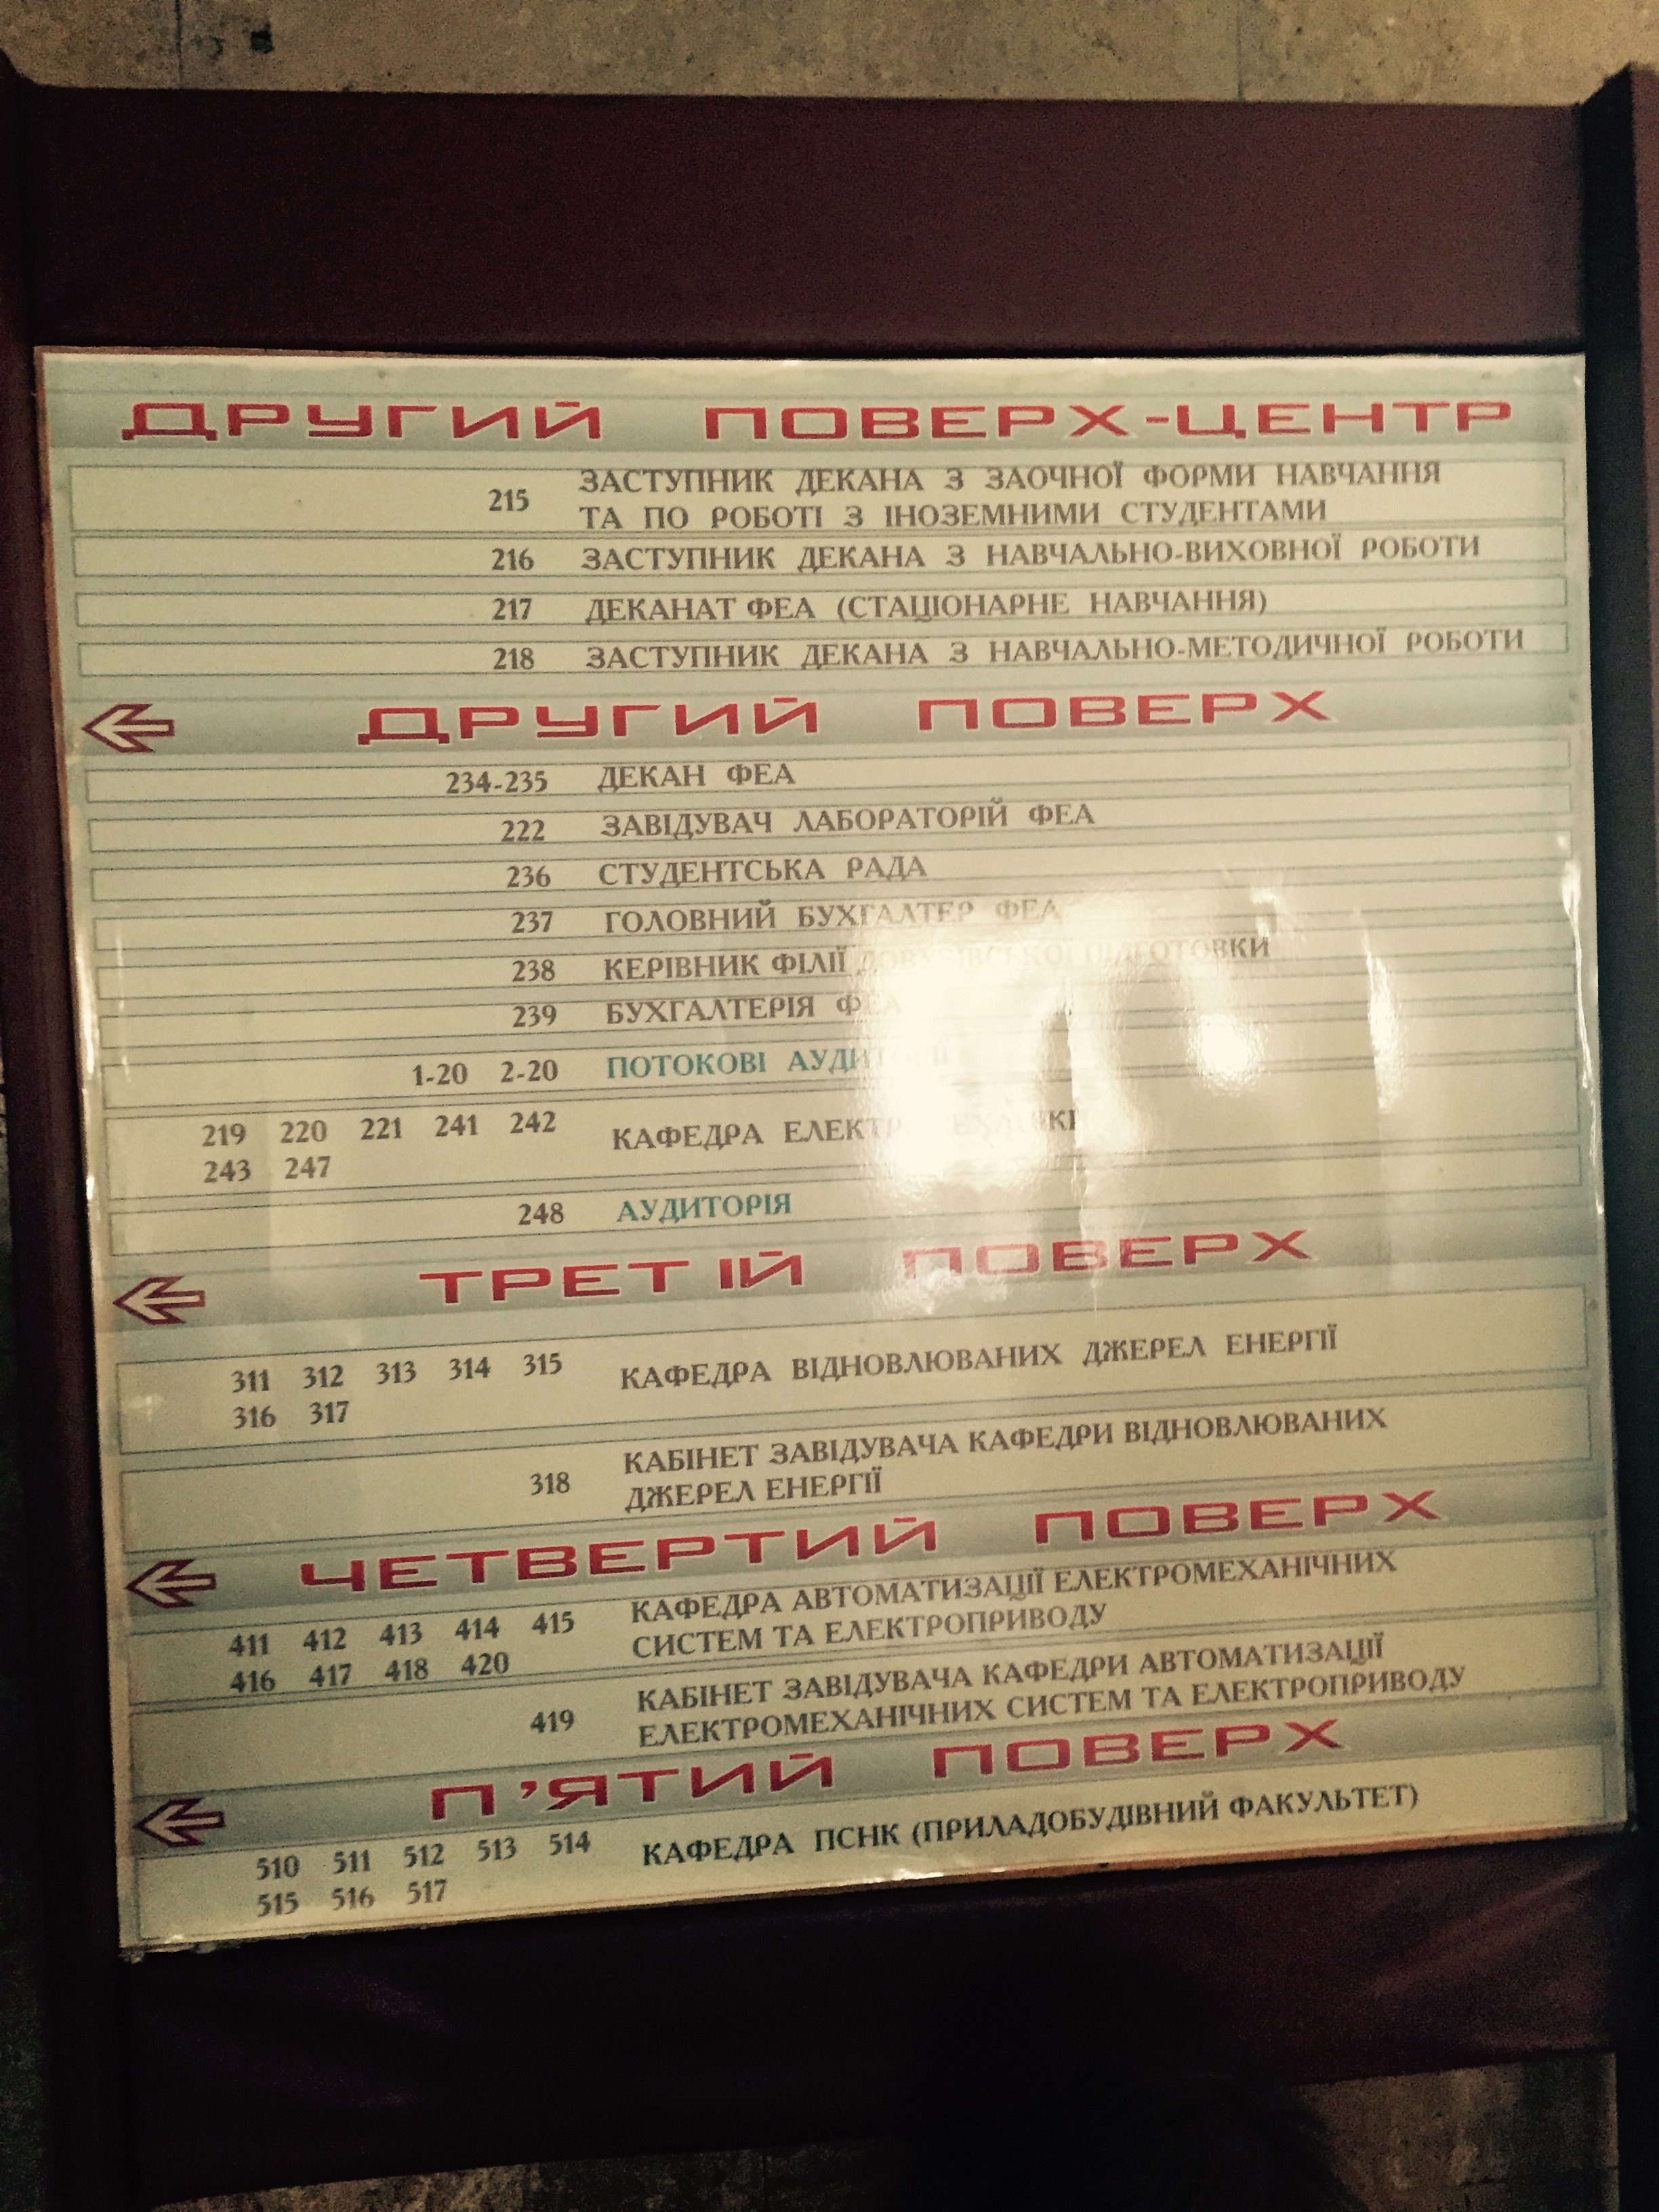 ДРУГИЙ ПОВЕРХ-ЦЕНТР
215 ЗАСТУПНИК ДЕКАНА З ЗАОЧНОЇ ФОРМИ НАВЧАННЯ
ТА ПО РОБОТІ З ІНОЗЕМНИМИ СТУДЕНТАМИ
216 ЗАСТУПНИК ДЕКАНА З НАВЧАЛЬНО-ВИХОВНОЇ РОБОТИ
217 ДЕКАНАТ ФЕА (СТАЦІОНАРНЕ НАВЧАННЯ)
218 ЗАСТУПНИК ДЕКАНА З НАВЧАЛЬНО-МЕТОДИЧНОЇ РОБОТИ
ДРУГИЙ ПОВЕРХ
234-235 ДЕКАН ФЕА
222 ЗАВІДУВАЧ ЛАБОРАТОРІЙ ФЕА
236 СТУДЕНТСЬКА РАДА
237 ГОЛОВНИЙ БУХГАЛТЕР ФЕА
238 КЕРІВНИК ФІЛІЇ ДОВУЗІВСЬКОЇ ПІДГОТОВКИ
239 БУХГАЛТЕРІЯ ФЕА
1-20 2-20 ПОТОКОВІ АУДИТОРІЇ
219 220 221 241 242 КАФЕДРА
243 247
248 АУДИТОРІЯ
ТРЕТІЙ ПОВЕРХ
311 312 313 314 315 КАФЕДРА ВІДНОВЛЮВАНИХ ДЖЕРЕЛ ЕНЕРГІЇ
316 317
318 КАБІНЕТ ЗАВІДУВАЧА КАФЕДРИ ВІДНОВЛЮВАНИХ
ДЖЕРЕЛ ЕНЕРГІЇ
ЧЕТВЕРТИЙ ПОВЕРХ
411 412 413 414 415 КАФЕДРА АВТОМАТИЗАЦІЇ ЕЛЕКТРОМЕХАНІЧНИХ
416 417 418 420 СИСТЕМ ТА ЕЛЕКТРОПРИВОДУ
419 КАБІНЕТ ЗАВІДУВАЧА КАФЕДРИ АВТОМАТИЗАЦІЇ
ЕЛЕКТРОМЕХАНІЧНИХ СИСТЕМ ТА ЕЛЕКТРОПРИВОДУ
П'ЯТИЙ ПОВЕРХ
510 511 512 513 514 КАФЕДРА ПСНК (ПРИЛАДОБУДІВНИЙ ФАКУЛЬТЕТ)
515 516 517